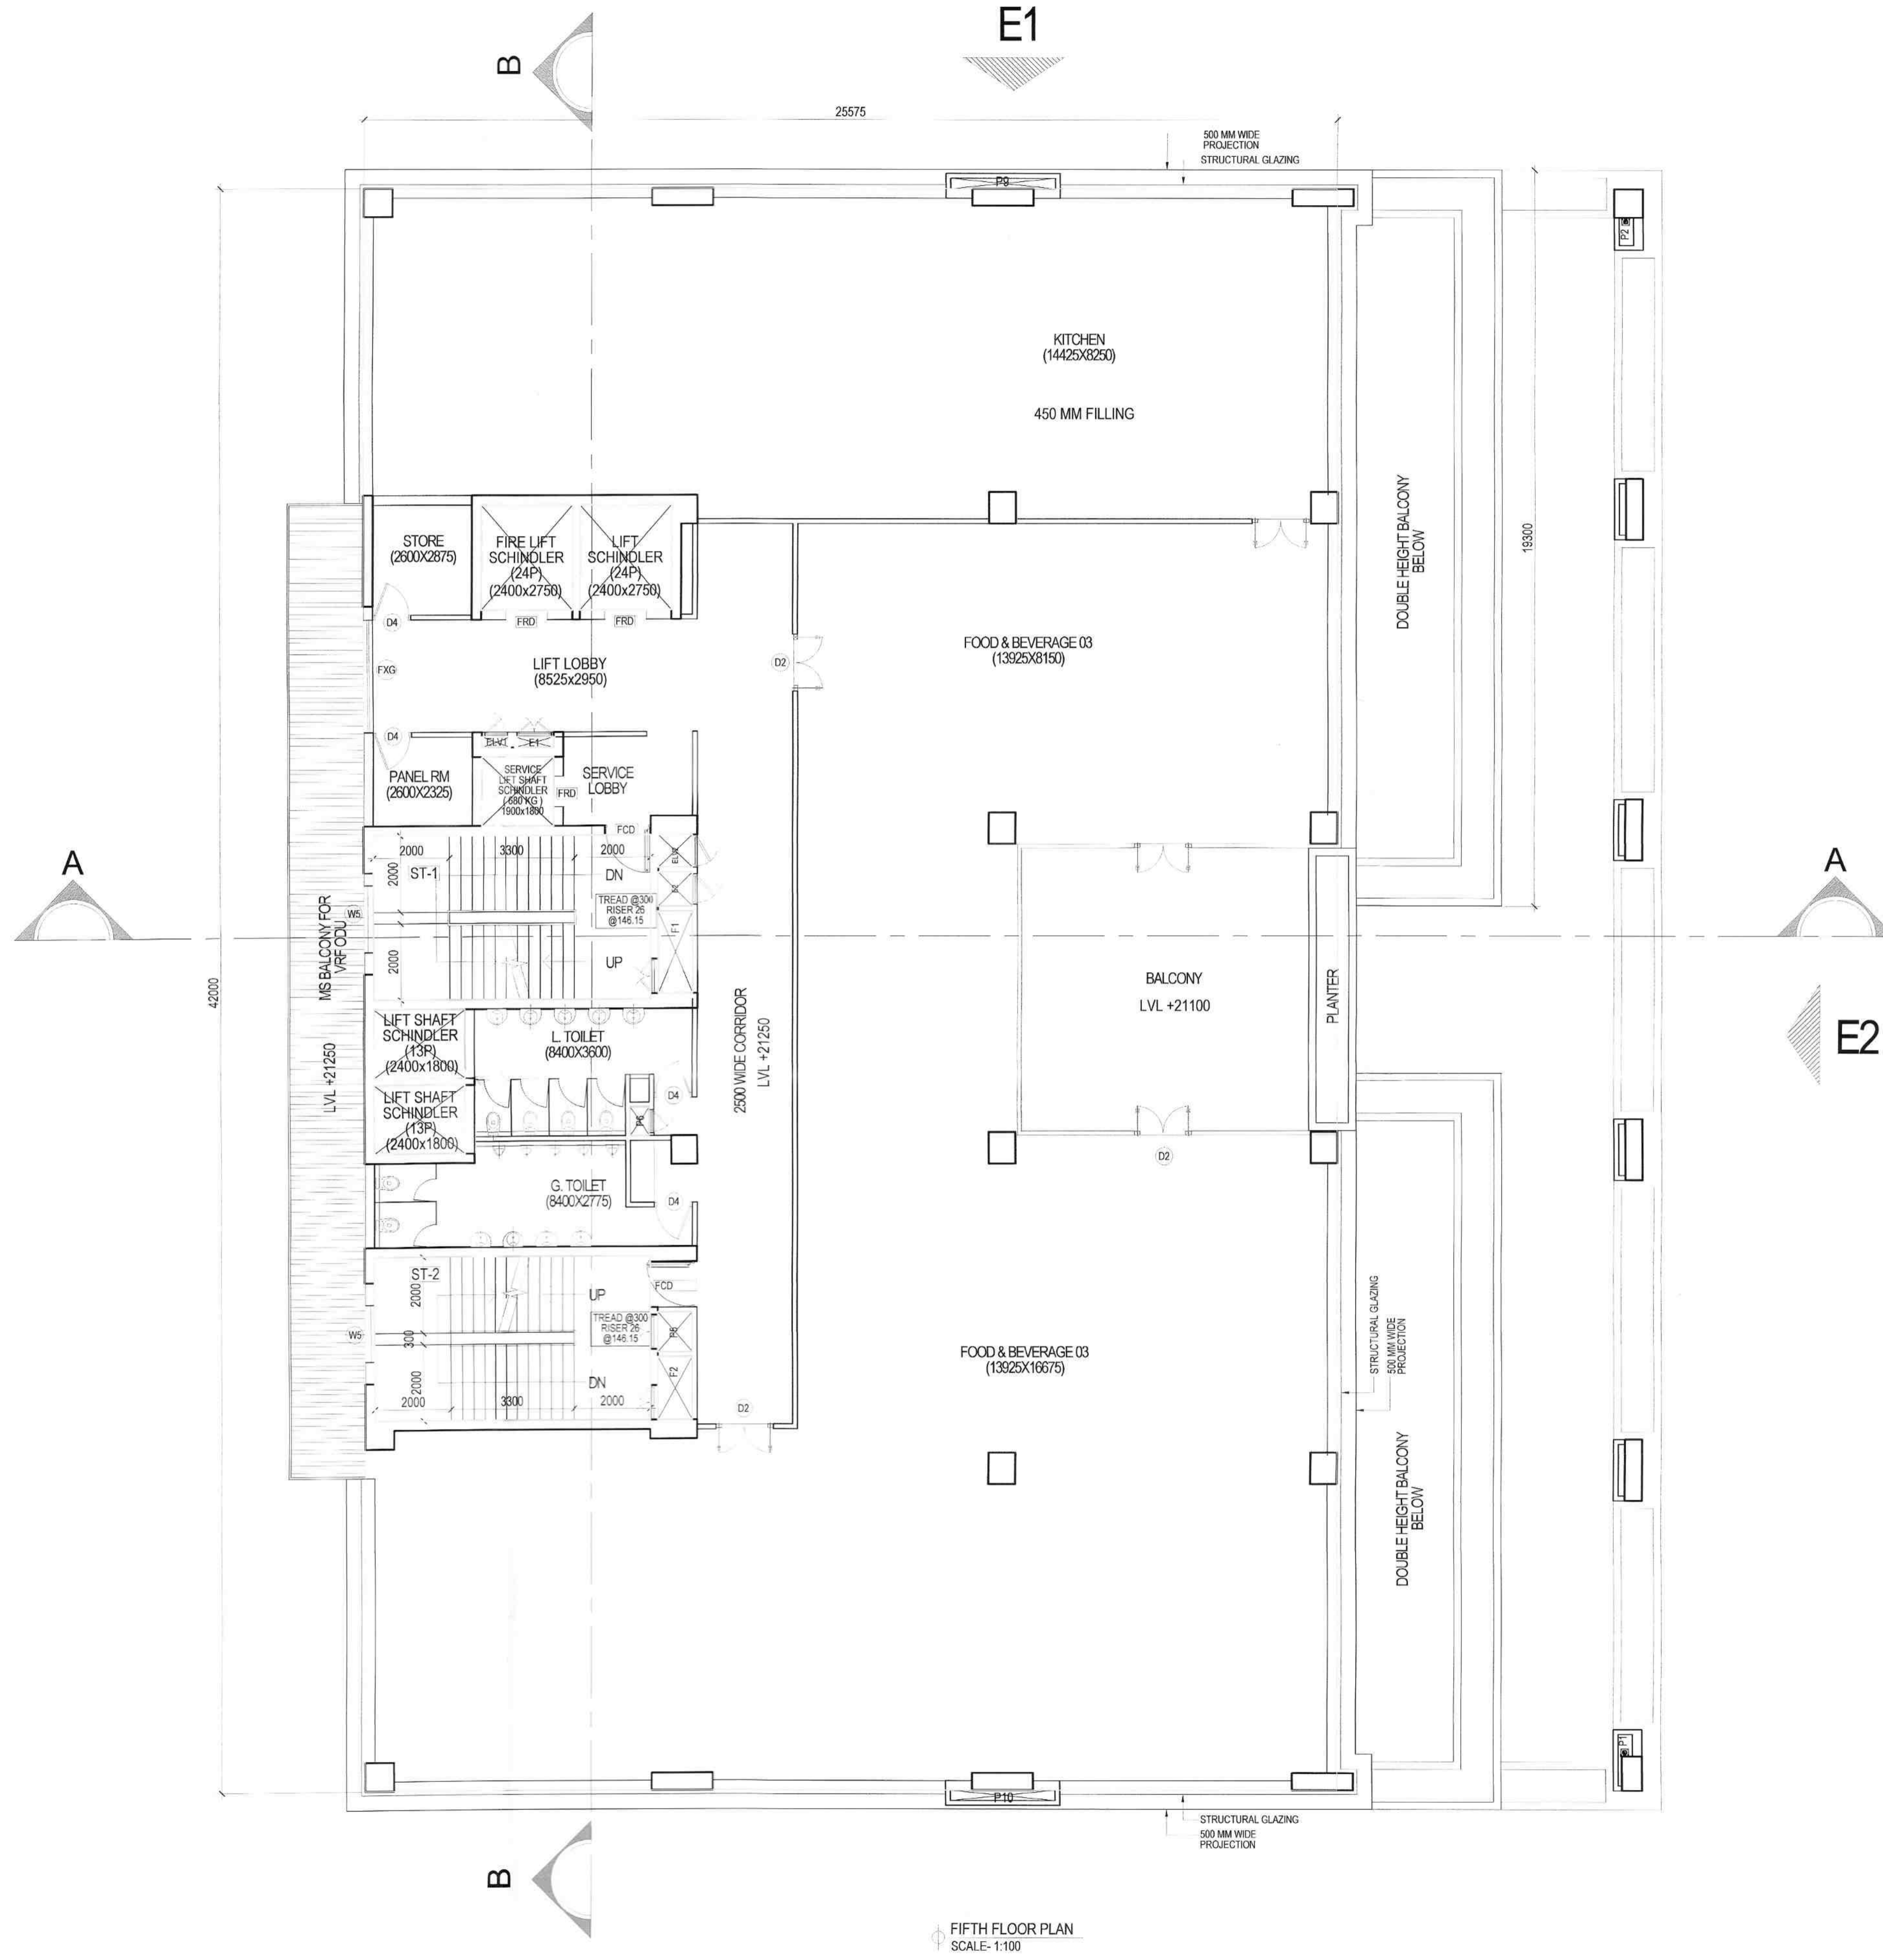 E1
B
25575
500 MM WIDE
PROJECTION
STRUCTURAL GLAZING
P9
P2
KITCHEN
(14425X8250)
450 MM FILLING
DOUBLE HEIGHT BALCONY
BELOW
19300
STORE
(2600X2875)
FIRE LIFT
SCHINDLER
(24P)
(2400x2750)
LIFT
SCHINDLER
(24P)
(2400x2750)
D4
FRD
FRD
FXG
LIFT LOBBY
(8525x2950)
D2
FOOD & BEVERAGE 03
(13925X8150)
D4
ELV1
E1
PANEL RM
(2600X2325)
SERVICE
LIFT SHAFT
SCHINDLER
(680 KG)
1900x1800
FRD
SERVICE
LOBBY
FCD
2000
3300
2000
2000
ST-1
DN
TREAD @300
RISER 26
@146.15
W5
F1
2000
UP
A
A
MS BALCONY FOR
VRF ODU
LVL +21250
42000
BALCONY
LVL +21100
PLANTER
E2
LIFT SHAFT
SCHINDLER
(13P)
(2400x1800)
L. TOILET
(8400X3600)
2500 WIDE CORRIDOR
LVL +21250
LIFT SHAFT
SCHINDLER
(13P)
(2400x1800)
D4
P6
D2
G. TOILET
(8400X2775)
D4
ST-2
2000
UP
FCD
TREAD @300
RISER 26
@146.15
W5
300
F2
2000
DN
2000
3300
2000
D2
FOOD & BEVERAGE 03
(13925X16675)
STRUCTURAL GLAZING
500 MM WIDE
PROJECTION
DOUBLE HEIGHT BALCONY
BELOW
P1
P10
STRUCTURAL GLAZING
500 MM WIDE
PROJECTION
B
FIFTH FLOOR PLAN
SCALE- 1:100